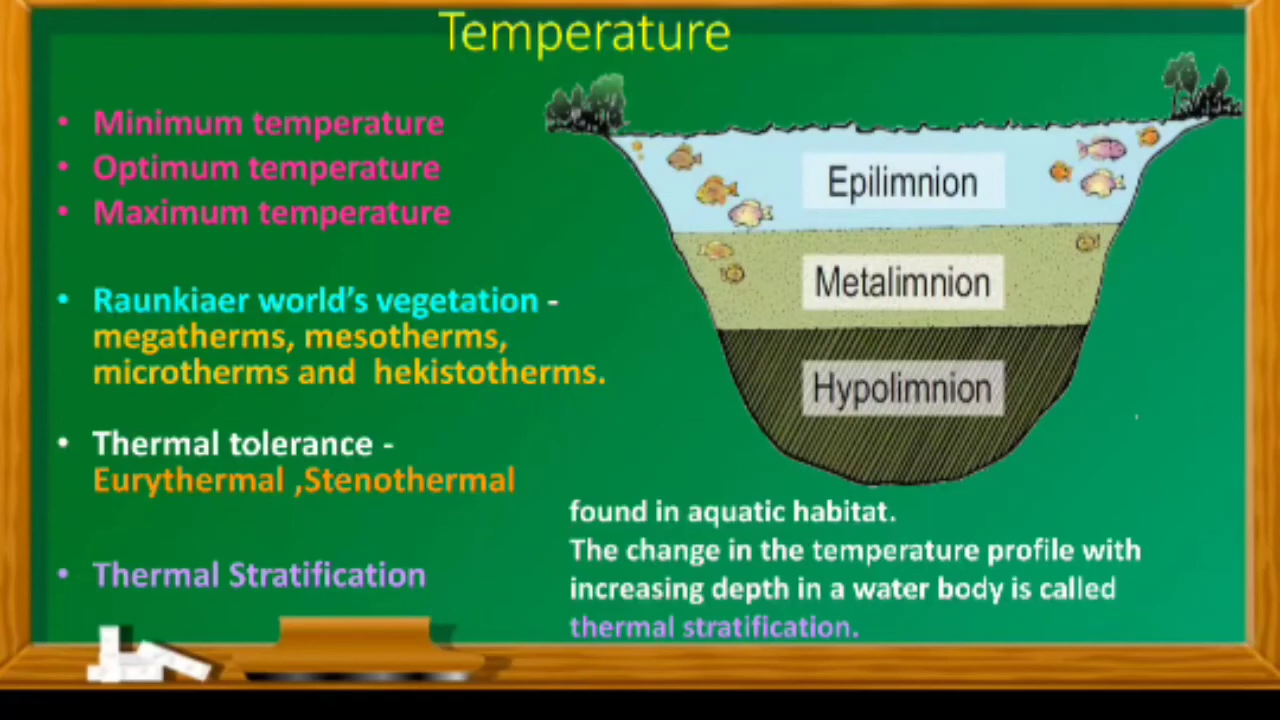 Temperature
• Minimum temperature
• Optimum temperature
• Maximum temperature
• Raunkiaer world's vegetation -
megatherms, mesotherms,
microtherms and hekistotherms.
• Thermal tolerance -
Eurythermal ,Stenothermal
• Thermal Stratification
Epilimnion
Metalimnion
Hypolimnion
found in aquatic habitat.
The change in the temperature profile with
increasing depth in a water body is called
thermal stratification.